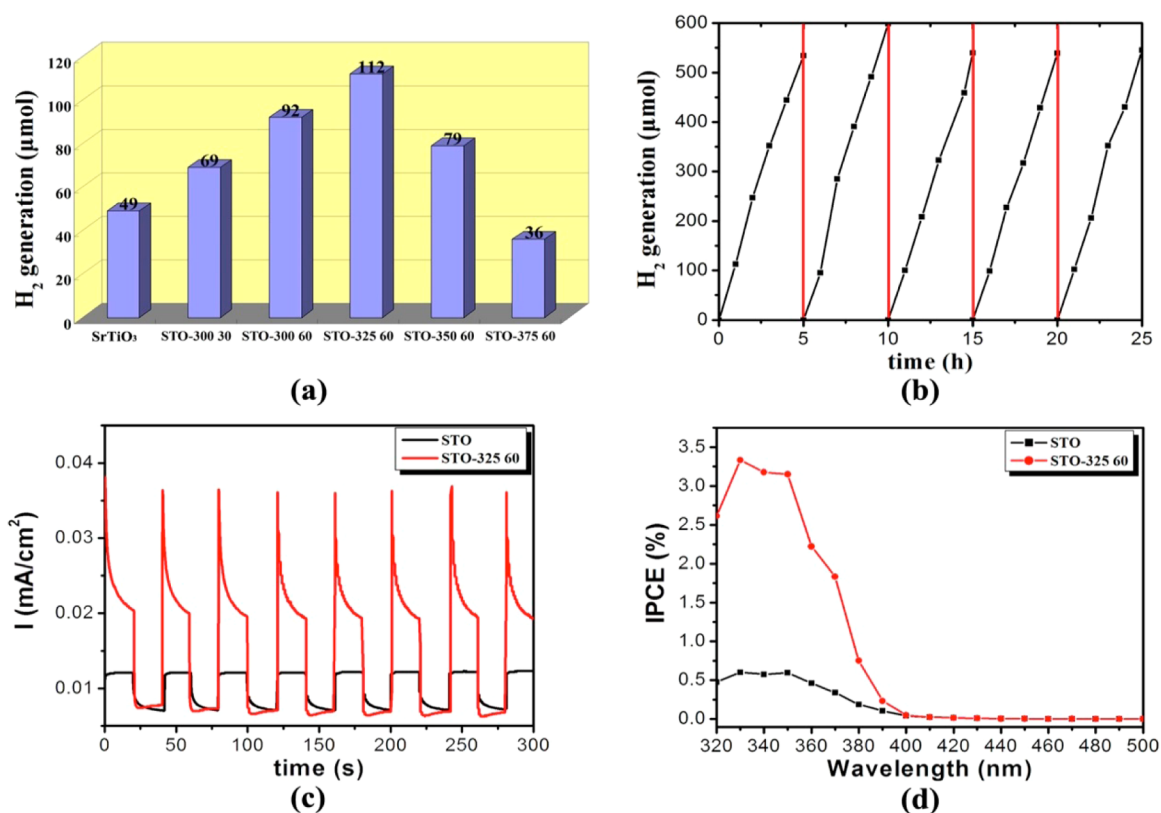 120
100
80
60
40
20
0
H₂ generation (μmol)
49
69
92
112
79
36
SrTiO₃ STO-300 30 STO-300 60 STO-325 60 STO-350 60 STO-375 60
(a)
600
500
400
300
200
100
0
H₂ generation (μmol)
0 5 10 15 20 25
time (h)
(b)
STO
STO-325 60
0.04
0.03
0.02
0.01
I (mA/cm²)
0 50 100 150 200 250 300
time (s)
(c)
STO
STO-325 60
3.5
3.0
2.5
2.0
1.5
1.0
0.5
0.0
IPCE (%)
320 340 360 380 400 420 440 460 480 500
Wavelength (nm)
(d)